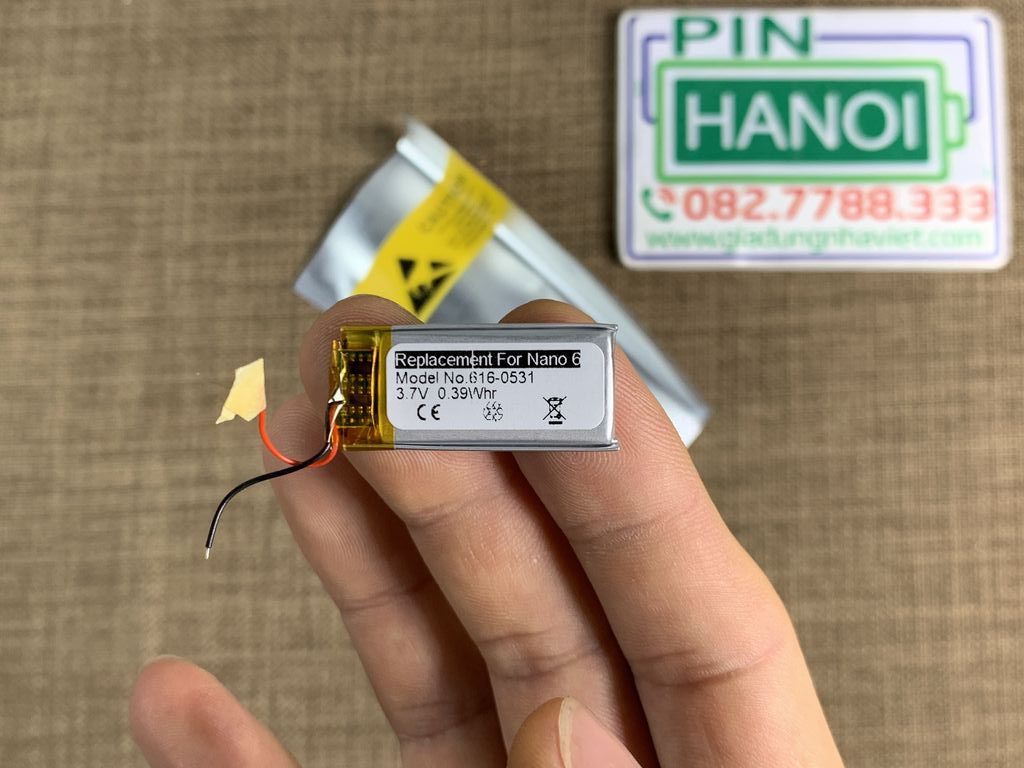 PIN
HANOI
082.7788.333
www.giadungnhaviet.com
Replacement For Nano 6
Model No.616-0531
3.7V 0.39Whr
CE